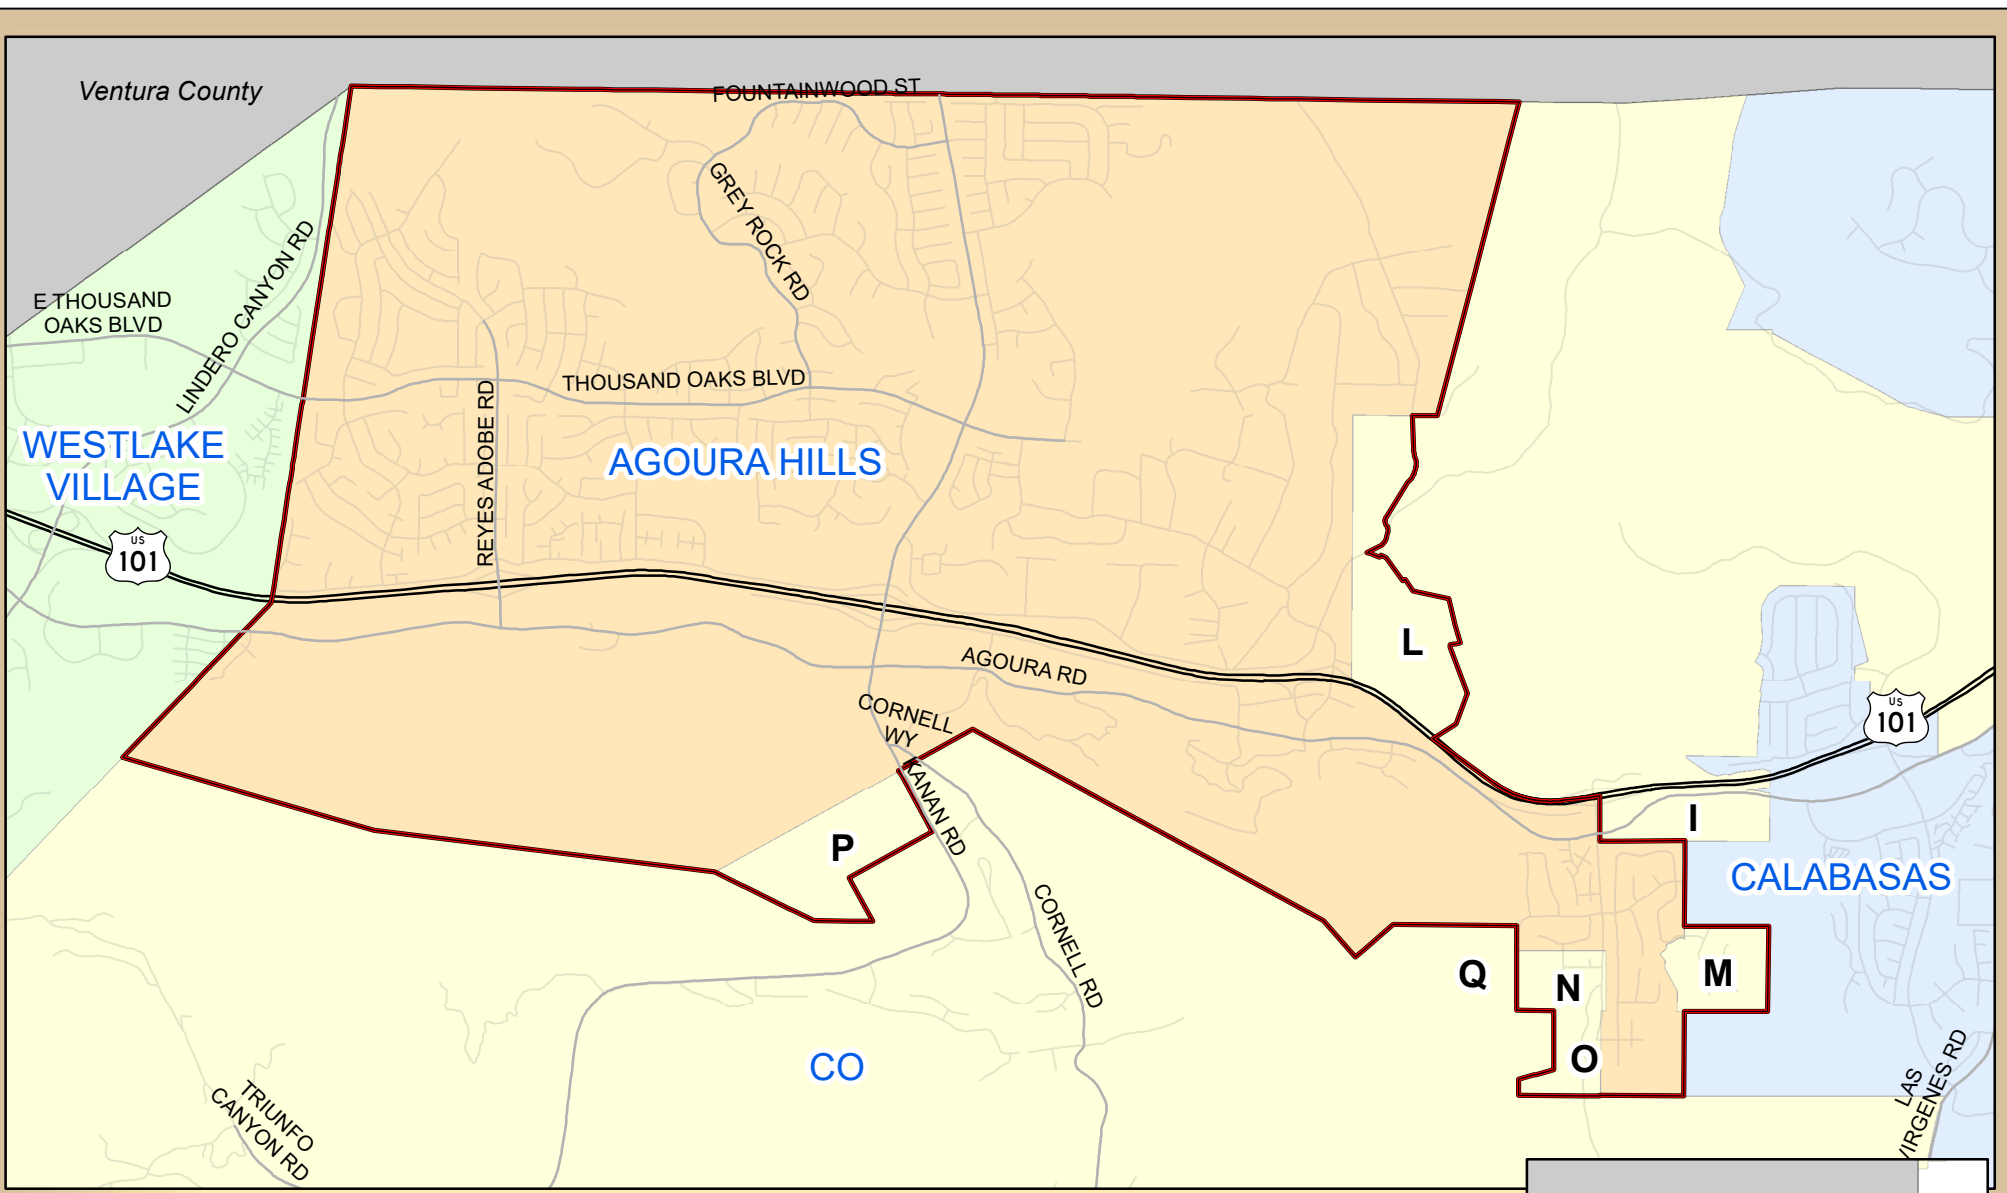 Ventura County
FOUNTAINWOOD ST
GREY ROCK RD
LINDERO CANYON RD
E THOUSAND
OAKS BLVD
THOUSAND OAKS BLVD
REYES ADOBE RD
WESTLAKE
VILLAGE
AGOURA HILLS
US
101
L
AGOURA RD
CORNELL
WY
US
101
KANAN RD
I
P
CALABASAS
CORNELL RD
Q
N
M
O
CO
LAS
VIRGENES RD
TRIUNFO
CANYON RD